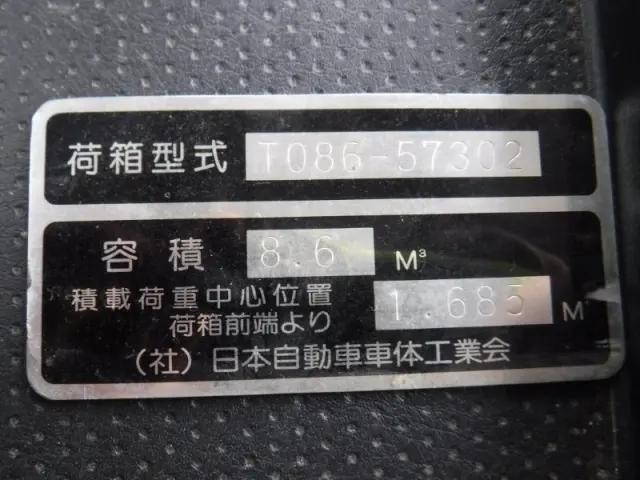 荷箱型式 T086-57302
容積 8.6 M³
積載荷重中心位置
荷箱前端より 1.685 M
(社)日本自動車車体工業会